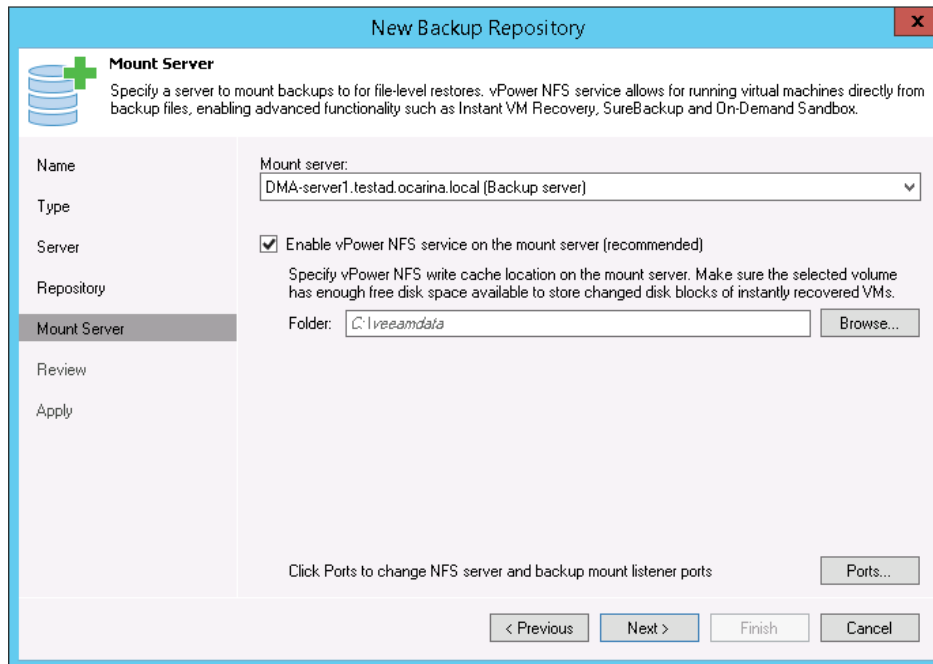 New Backup Repository
x
Mount Server
Specify a server to mount backups to for file-level restores. vPower NFS service allows for running virtual machines directly from
backup files, enabling advanced functionality such as Instant VM Recovery, SureBackup and On-Demand Sandbox.
Name
Type
Server
Repository
Mount Server
Review
Apply
Mount server:
DMA-server1.testad.ocarina.local (Backup server)
Enable vPower NFS service on the mount server (recommended)
Specify vPower NFS write cache location on the mount server. Make sure the selected volume
has enough free disk space available to store changed disk blocks of instantly recovered VMs.
Folder: C:\veeamdata Browse...
Click Ports to change NFS server and backup mount listener ports Ports...
< Previous Next > Finish Cancel